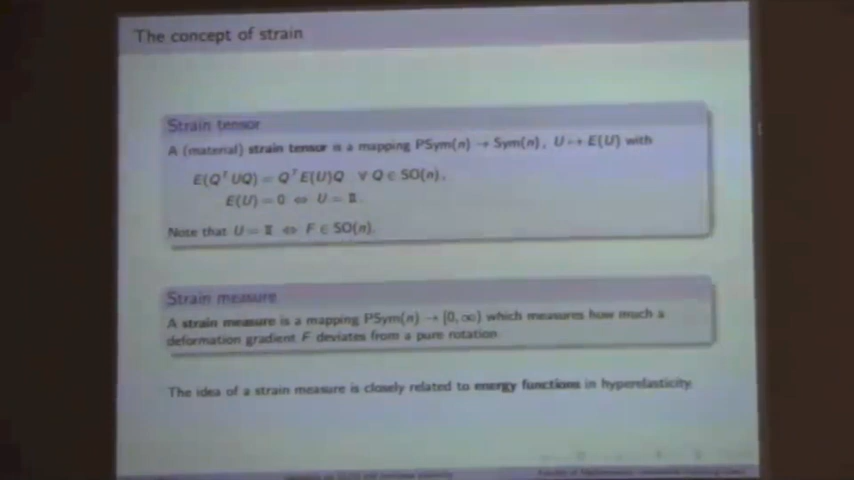 The concept of strain
Strain tensor
A (material) strain tensor is a mapping PSym(n) → Sym(n), U ↦ E(U) with
E(QᵀUQ) = QᵀE(U)Q ∀ Q ∈ SO(n),
E(U) = 0 ⇔ U = 𝟙.
Note that U = 𝟙 ⇔ F ∈ SO(n).
Strain measure
A strain measure is a mapping PSym(n) → [0, ∞) which measures how much a
deformation gradient F deviates from a pure rotation.
The idea of a strain measure is closely related to energy functions in hyperelasticity.